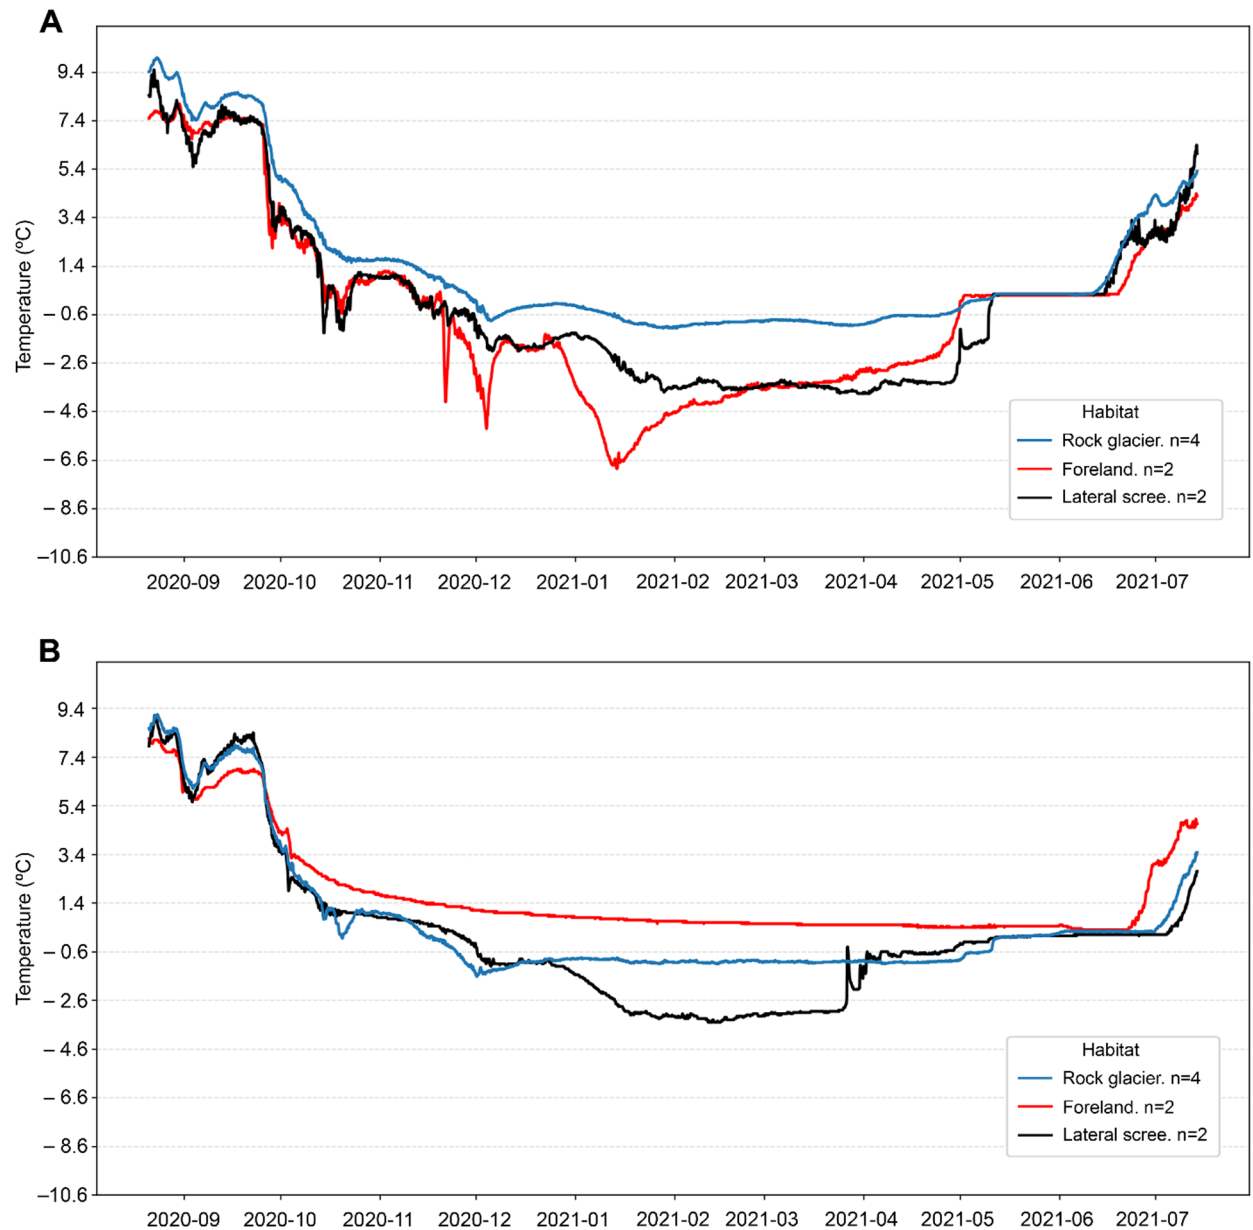 A
9.4
7.4
5.4
3.4
1.4
– 0.6
– 2.6
– 4.6
– 6.6
– 8.6
–10.6
Temperature (ºC)
Habitat
Rock glacier. n=4
Foreland. n=2
Lateral scree. n=2
2020-09 2020-10 2020-11 2020-12 2021-01 2021-02 2021-03 2021-04 2021-05 2021-06 2021-07
B
9.4
7.4
5.4
3.4
1.4
– 0.6
– 2.6
– 4.6
– 6.6
– 8.6
–10.6
Temperature (ºC)
Habitat
Rock glacier. n=4
Foreland. n=2
Lateral scree. n=2
2020-09 2020-10 2020-11 2020-12 2021-01 2021-02 2021-03 2021-04 2021-05 2021-06 2021-07